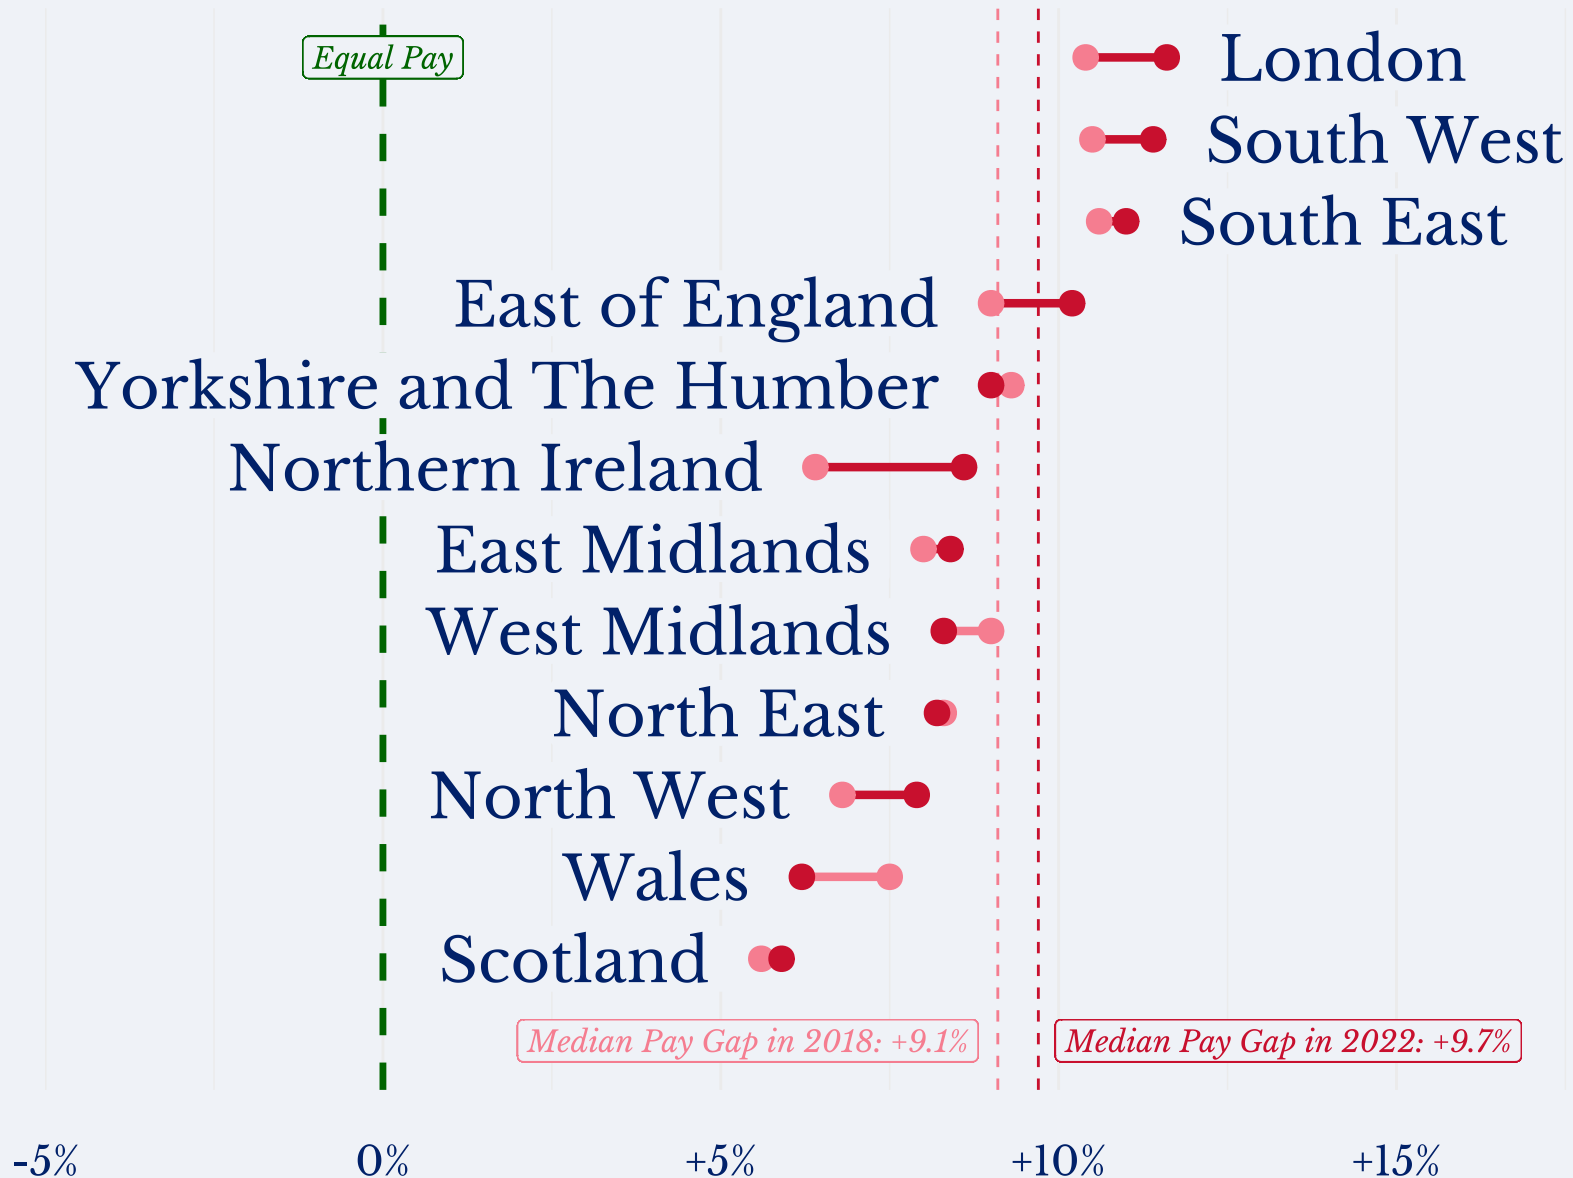 Equal Pay
London
South West
South East
East of England
Yorkshire and The Humber
Northern Ireland
East Midlands
West Midlands
North East
North West
Wales
Scotland
Median Pay Gap in 2018: +9.1%
Median Pay Gap in 2022: +9.7%
-5% 0% +5% +10% +15%